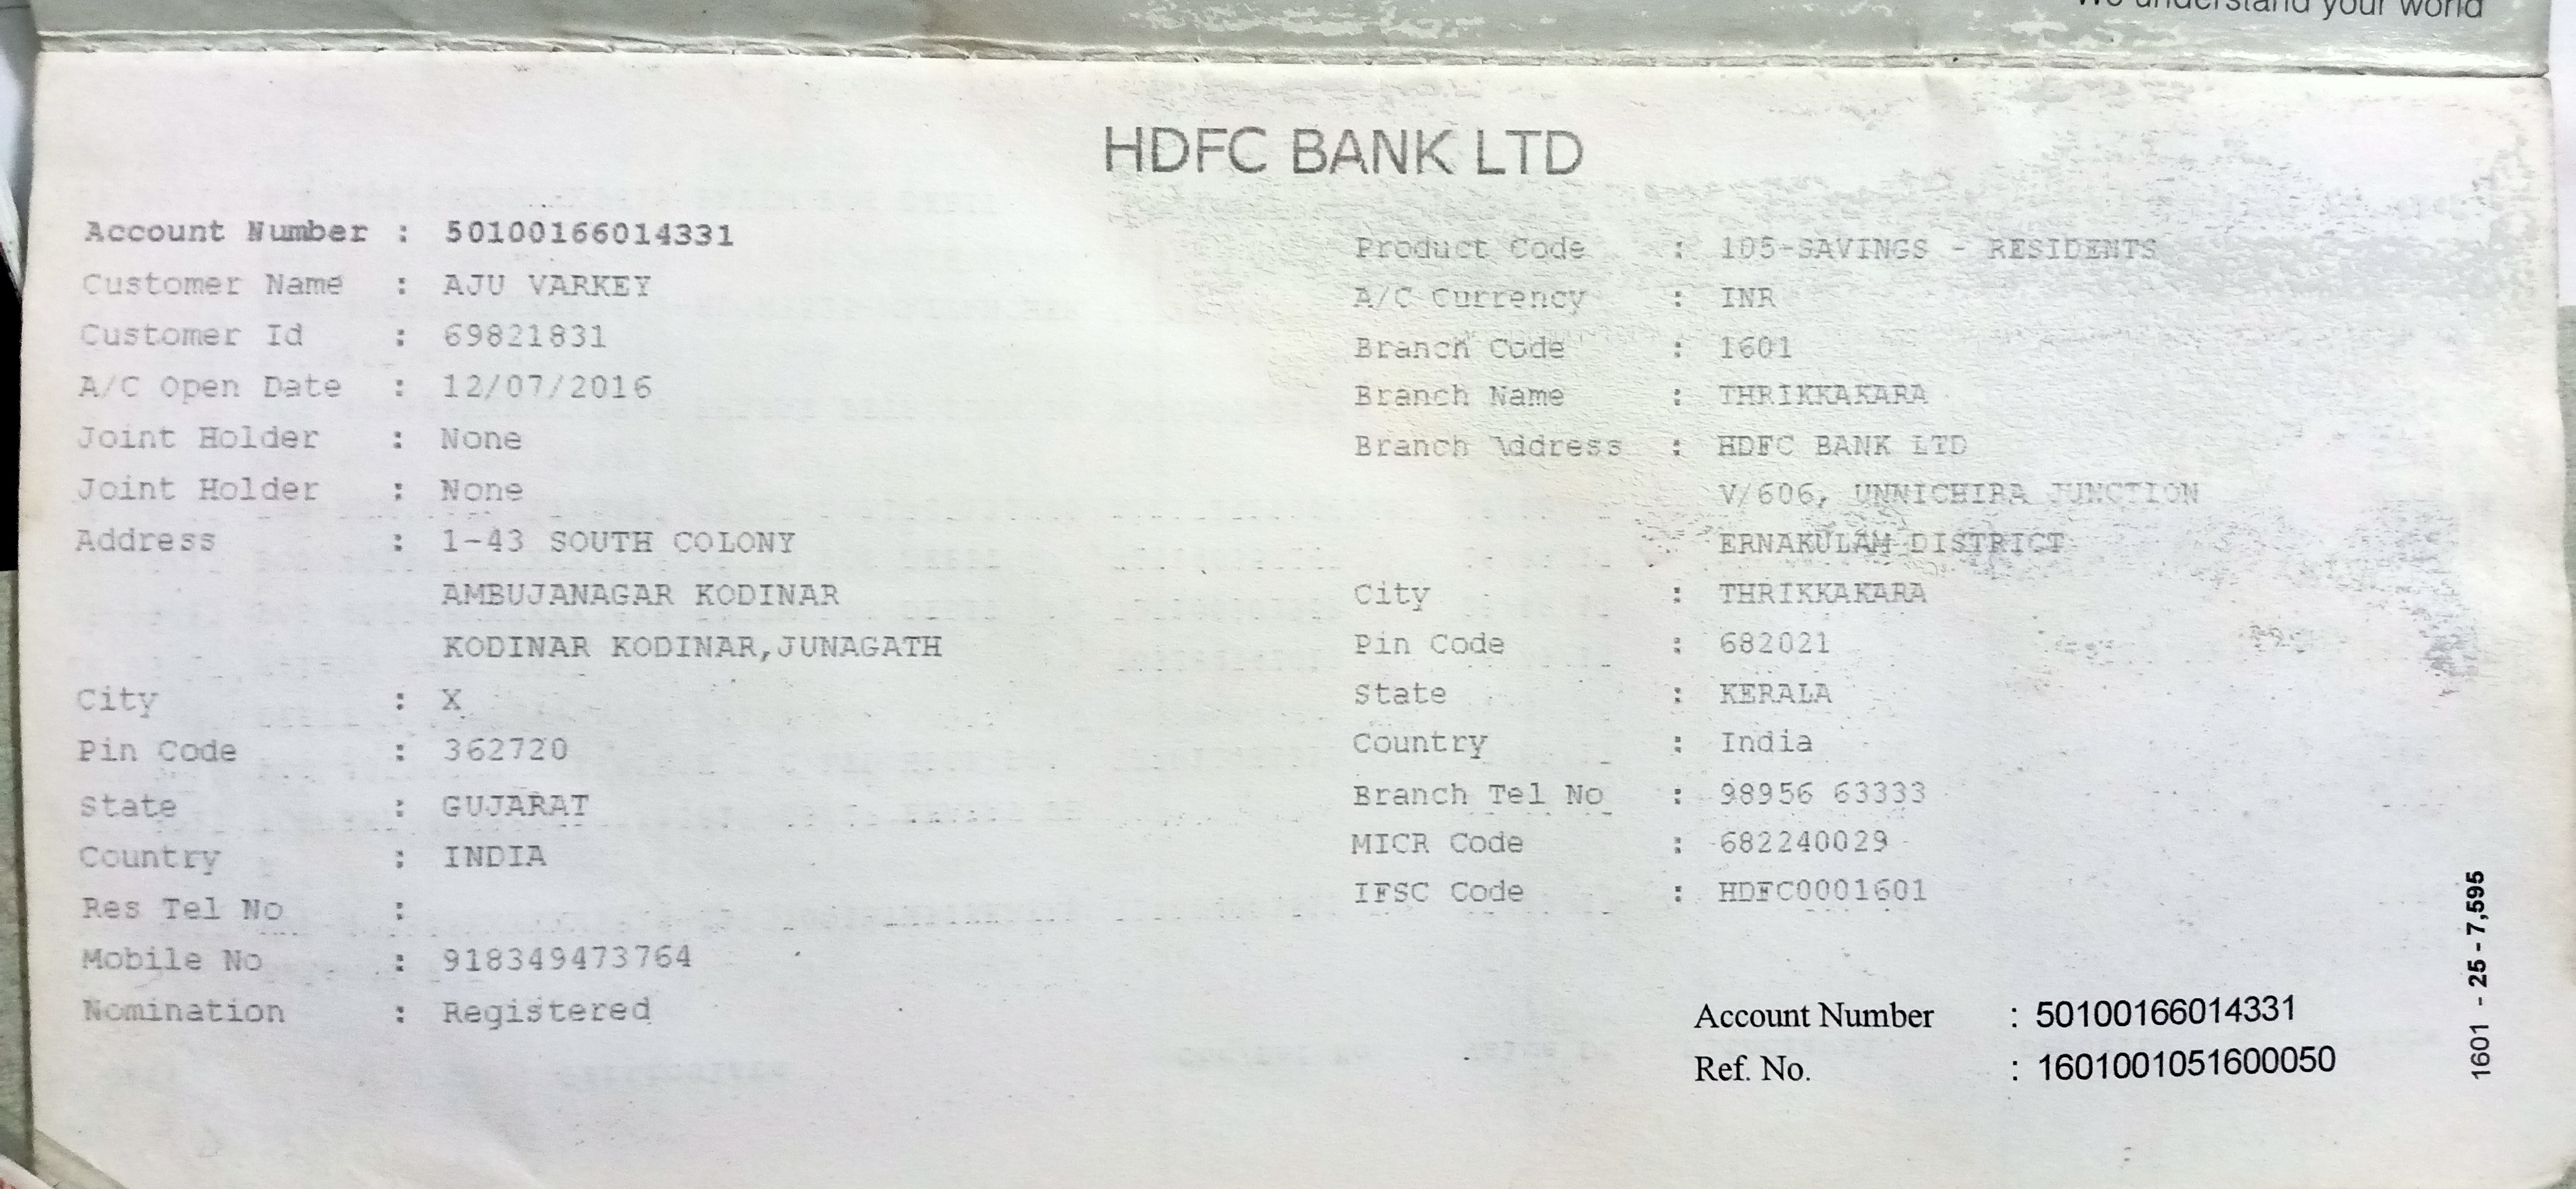 We understand your world
HDFC BANK LTD
Account Number : 50100166014331
Customer Name : AJU VARKEY
Customer Id : 69821831
A/C Open Date : 12/07/2016
Joint Holder : None
Joint Holder : None
Address : 1-43 SOUTH COLONY
AMBUJANAGAR KODINAR
KODINAR KODINAR,JUNAGATH
City : X
Pin Code : 362720
State : GUJARAT
Country : INDIA
Res Tel No :
Mobile No : 918349473764
Nomination : Registered
Product Code : 105-SAVINGS - RESIDENTS
A/C Currency : INR
Branch Code : 1601
Branch Name : THRIKKAKARA
Branch Address : HDFC BANK LTD
V/606, UNNICHIRA JUNCTION
ERNAKULAM DISTRICT
City : THRIKKAKARA
Pin Code : 682021
State : KERALA
Country : India
Branch Tel No : 98956 63333
MICR Code : 682240029
IFSC Code : HDFC0001601
Account Number : 50100166014331
Ref. No. : 1601001051600050
1601 - 25 - 7,595